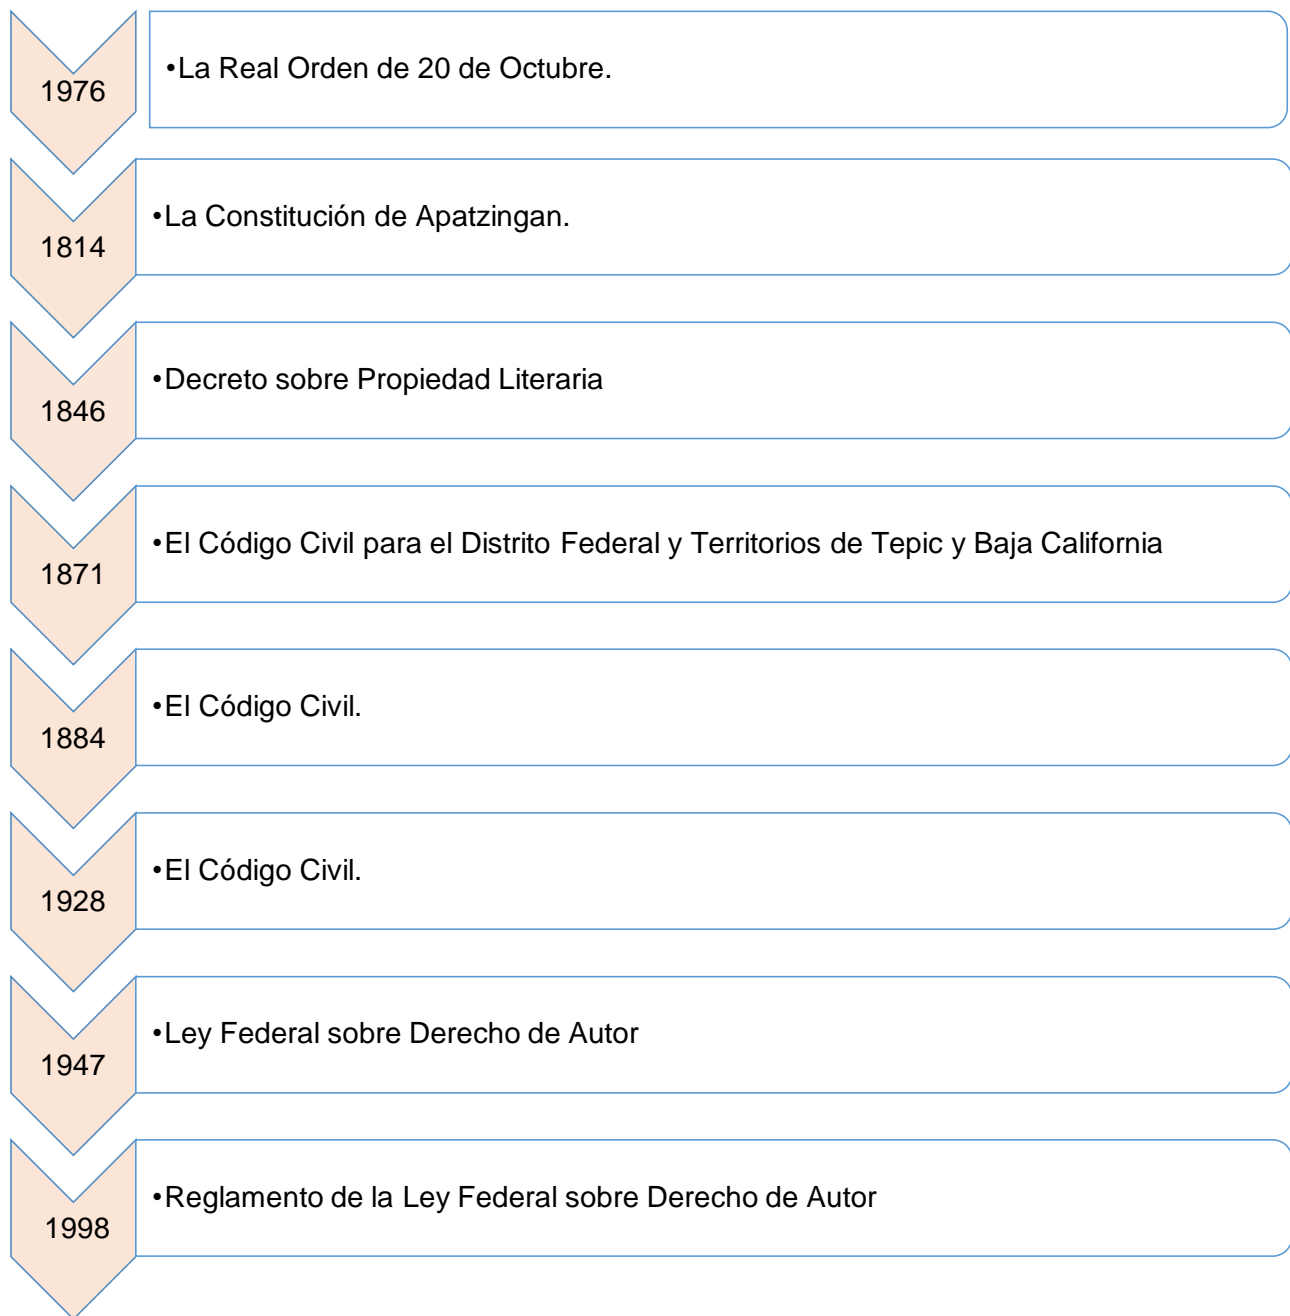 1976
•La Real Orden de 20 de Octubre.
1814
•La Constitución de Apatzingan.
1846
•Decreto sobre Propiedad Literaria
1871
•El Código Civil para el Distrito Federal y Territorios de Tepic y Baja California
1884
•El Código Civil.
1928
•El Código Civil.
1947
•Ley Federal sobre Derecho de Autor
1998
•Reglamento de la Ley Federal sobre Derecho de Autor